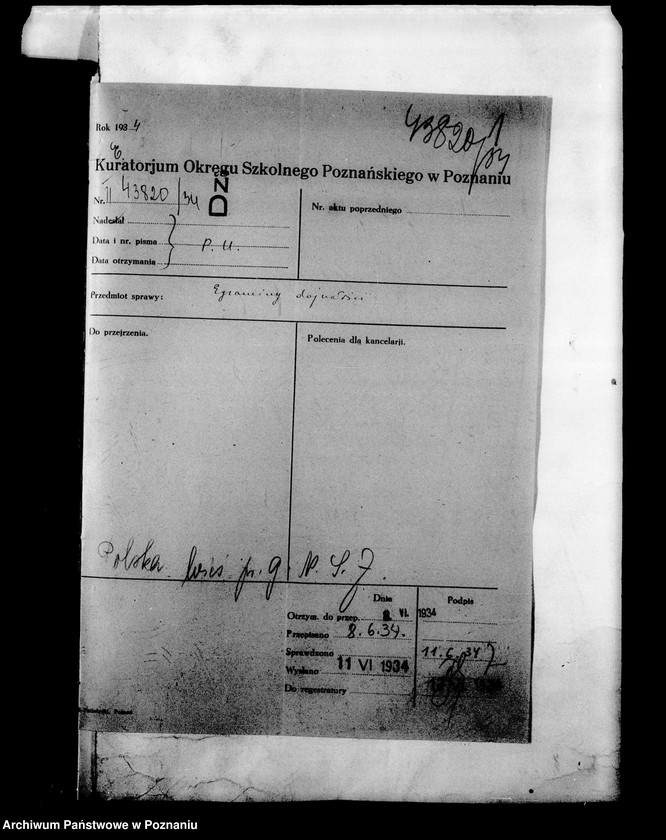 Rok 1934
43820/34
Kuratorjum Okręgu Szkolnego Poznańskiego w Poznaniu
Nr. II 43820/34
Dz
Nr. aktu poprzedniego
Nadesłał
Data i nr. pisma
P. U.
Data otrzymania
Przedmiot sprawy: Egzaminy dojrzałości
Do przejrzenia.
Polecenia dla kancelarji.
Polska
p. g. N. S. J.
Dnia
Podpis
Otrzym. do przep. 8 VI. 1934
Przepisano 8.6.34.
Sprawdzono
11.6.34
Wysłano 11 VI 1934
Do regestratury
Archiwum Państwowe w Poznaniu